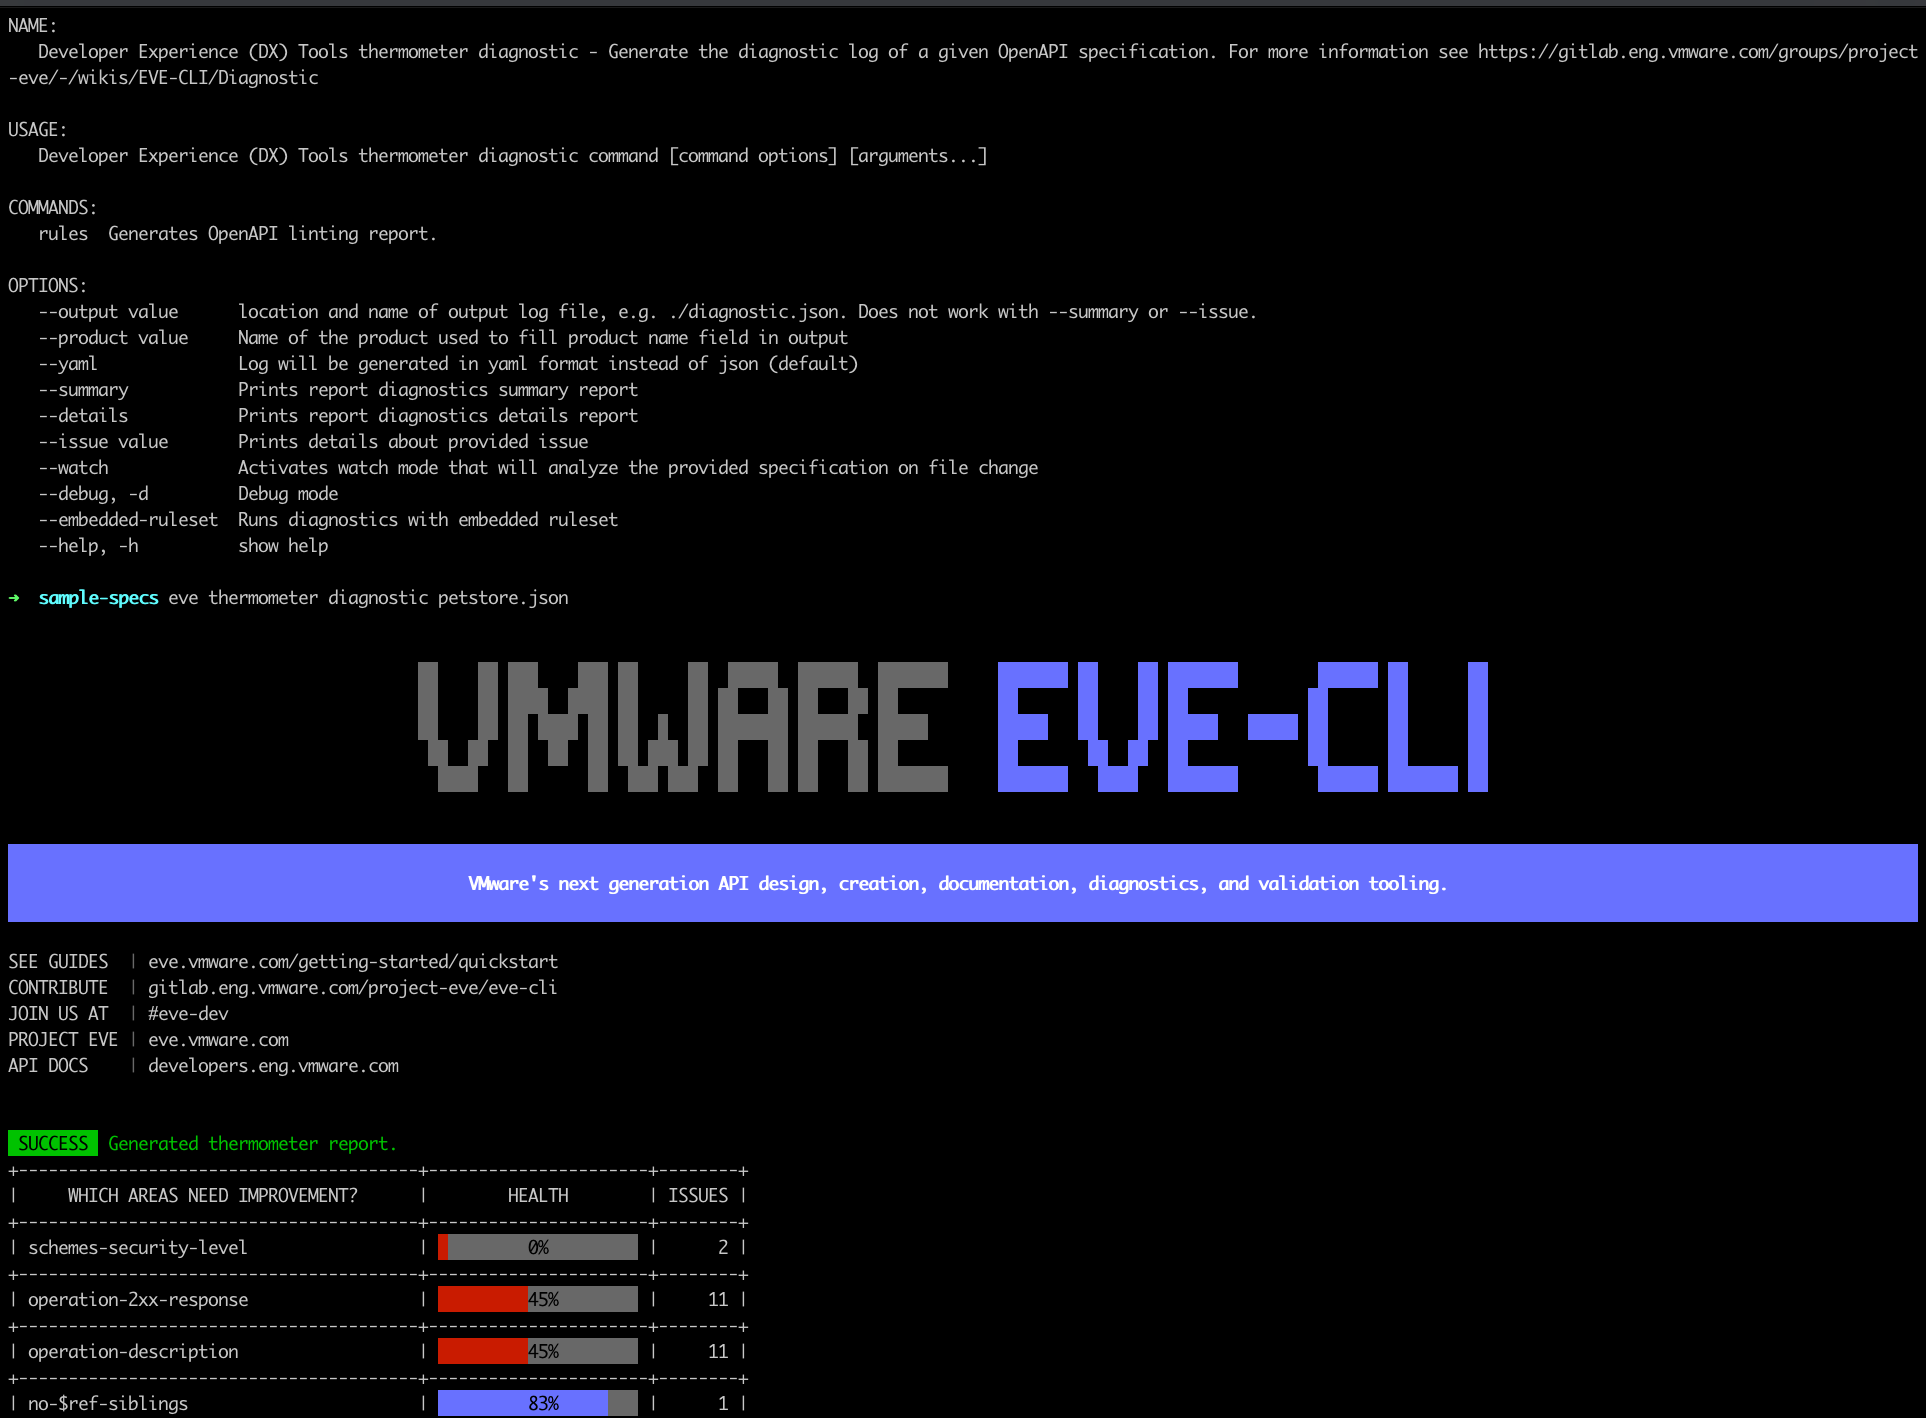 NAME:
   Developer Experience (DX) Tools thermometer diagnostic - Generate the diagnostic log of a given OpenAPI specification. For more information see https://gitlab.eng.vmware.com/groups/project
-eve/-/wikis/EVE-CLI/Diagnostic

USAGE:
   Developer Experience (DX) Tools thermometer diagnostic command [command options] [arguments...]

COMMANDS:
   rules  Generates OpenAPI linting report.

OPTIONS:
   --output value      location and name of output log file, e.g. ./diagnostic.json. Does not work with --summary or --issue.
   --product value     Name of the product used to fill product name field in output
   --yaml              Log will be generated in yaml format instead of json (default)
   --summary           Prints report diagnostics summary report
   --details           Prints report diagnostics details report
   --issue value       Prints details about provided issue
   --watch             Activates watch mode that will analyze the provided specification on file change
   --debug, -d         Debug mode
   --embedded-ruleset  Runs diagnostics with embedded ruleset
   --help, -h          show help

➜  sample-specs eve thermometer diagnostic petstore.json

VMWARE EVE-CLI

VMware's next generation API design, creation, documentation, diagnostics, and validation tooling.

SEE GUIDES  | eve.vmware.com/getting-started/quickstart
CONTRIBUTE  | gitlab.eng.vmware.com/project-eve/eve-cli
JOIN US AT  | #eve-dev
PROJECT EVE | eve.vmware.com
API DOCS    | developers.eng.vmware.com

SUCCESS Generated thermometer report.
+----------------------------------------+----------------------+--------+
|     WHICH AREAS NEED IMPROVEMENT?      |        HEALTH        | ISSUES |
+----------------------------------------+----------------------+--------+
| schemes-security-level                 |          0%          |      2 |
+----------------------------------------+----------------------+--------+
| operation-2xx-response                 |          45%         |     11 |
+----------------------------------------+----------------------+--------+
| operation-description                  |          45%         |     11 |
+----------------------------------------+----------------------+--------+
| no-$ref-siblings                       |          83%         |      1 |